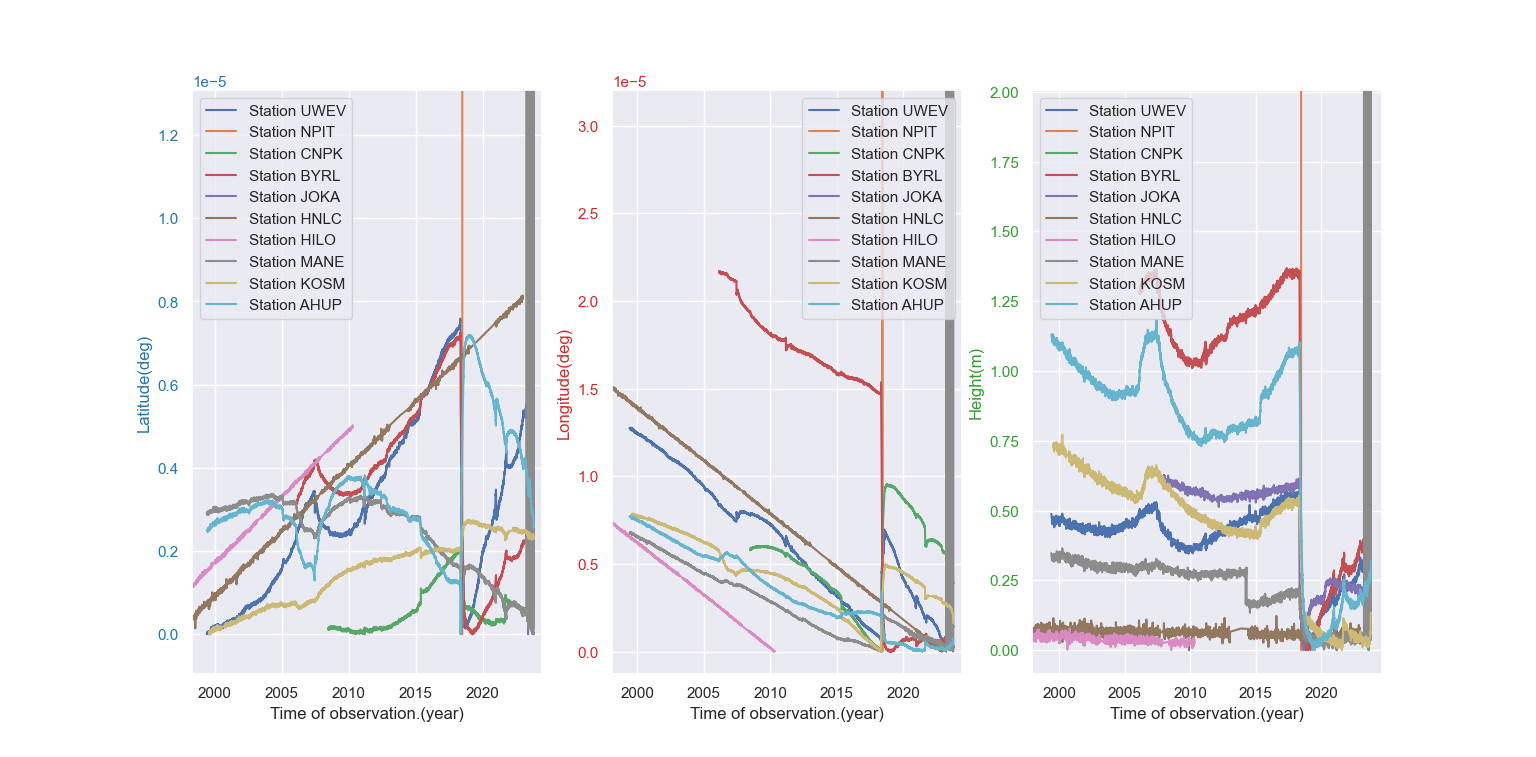 1e−5
Latitude(deg)
1.2
1.0
0.8
0.6
0.4
0.2
0.0
Station UWEV
Station NPIT
Station CNPK
Station BYRL
Station JOKA
Station HNLC
Station HILO
Station MANE
Station KOSM
Station AHUP
2000 2005 2010 2015 2020
Time of observation.(year)
1e−5
Longitude(deg)
3.0
2.5
2.0
1.5
1.0
0.5
0.0
Station UWEV
Station NPIT
Station CNPK
Station BYRL
Station JOKA
Station HNLC
Station HILO
Station MANE
Station KOSM
Station AHUP
2000 2005 2010 2015 2020
Time of observation.(year)
Height(m)
2.00
1.75
1.50
1.25
1.00
0.75
0.50
0.25
0.00
Station UWEV
Station NPIT
Station CNPK
Station BYRL
Station JOKA
Station HNLC
Station HILO
Station MANE
Station KOSM
Station AHUP
2000 2005 2010 2015 2020
Time of observation.(year)